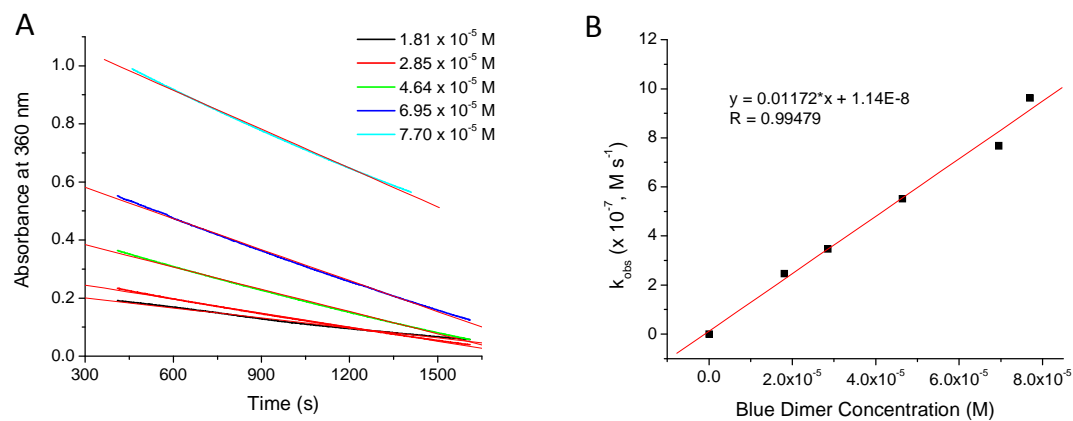 A
1.81 x 10⁻⁵ M
2.85 x 10⁻⁵ M
4.64 x 10⁻⁵ M
6.95 x 10⁻⁵ M
7.70 x 10⁻⁵ M
Absorbance at 360 nm
1.0
0.8
0.6
0.4
0.2
0.0
300 600 900 1200 1500
Time (s)
B
y = 0.01172*x + 1.14E-8
R = 0.99479
k_obs (x 10⁻⁷, M s⁻¹)
12
10
8
6
4
2
0
0.0 2.0x10⁻⁵ 4.0x10⁻⁵ 6.0x10⁻⁵ 8.0x10⁻⁵
Blue Dimer Concentration (M)